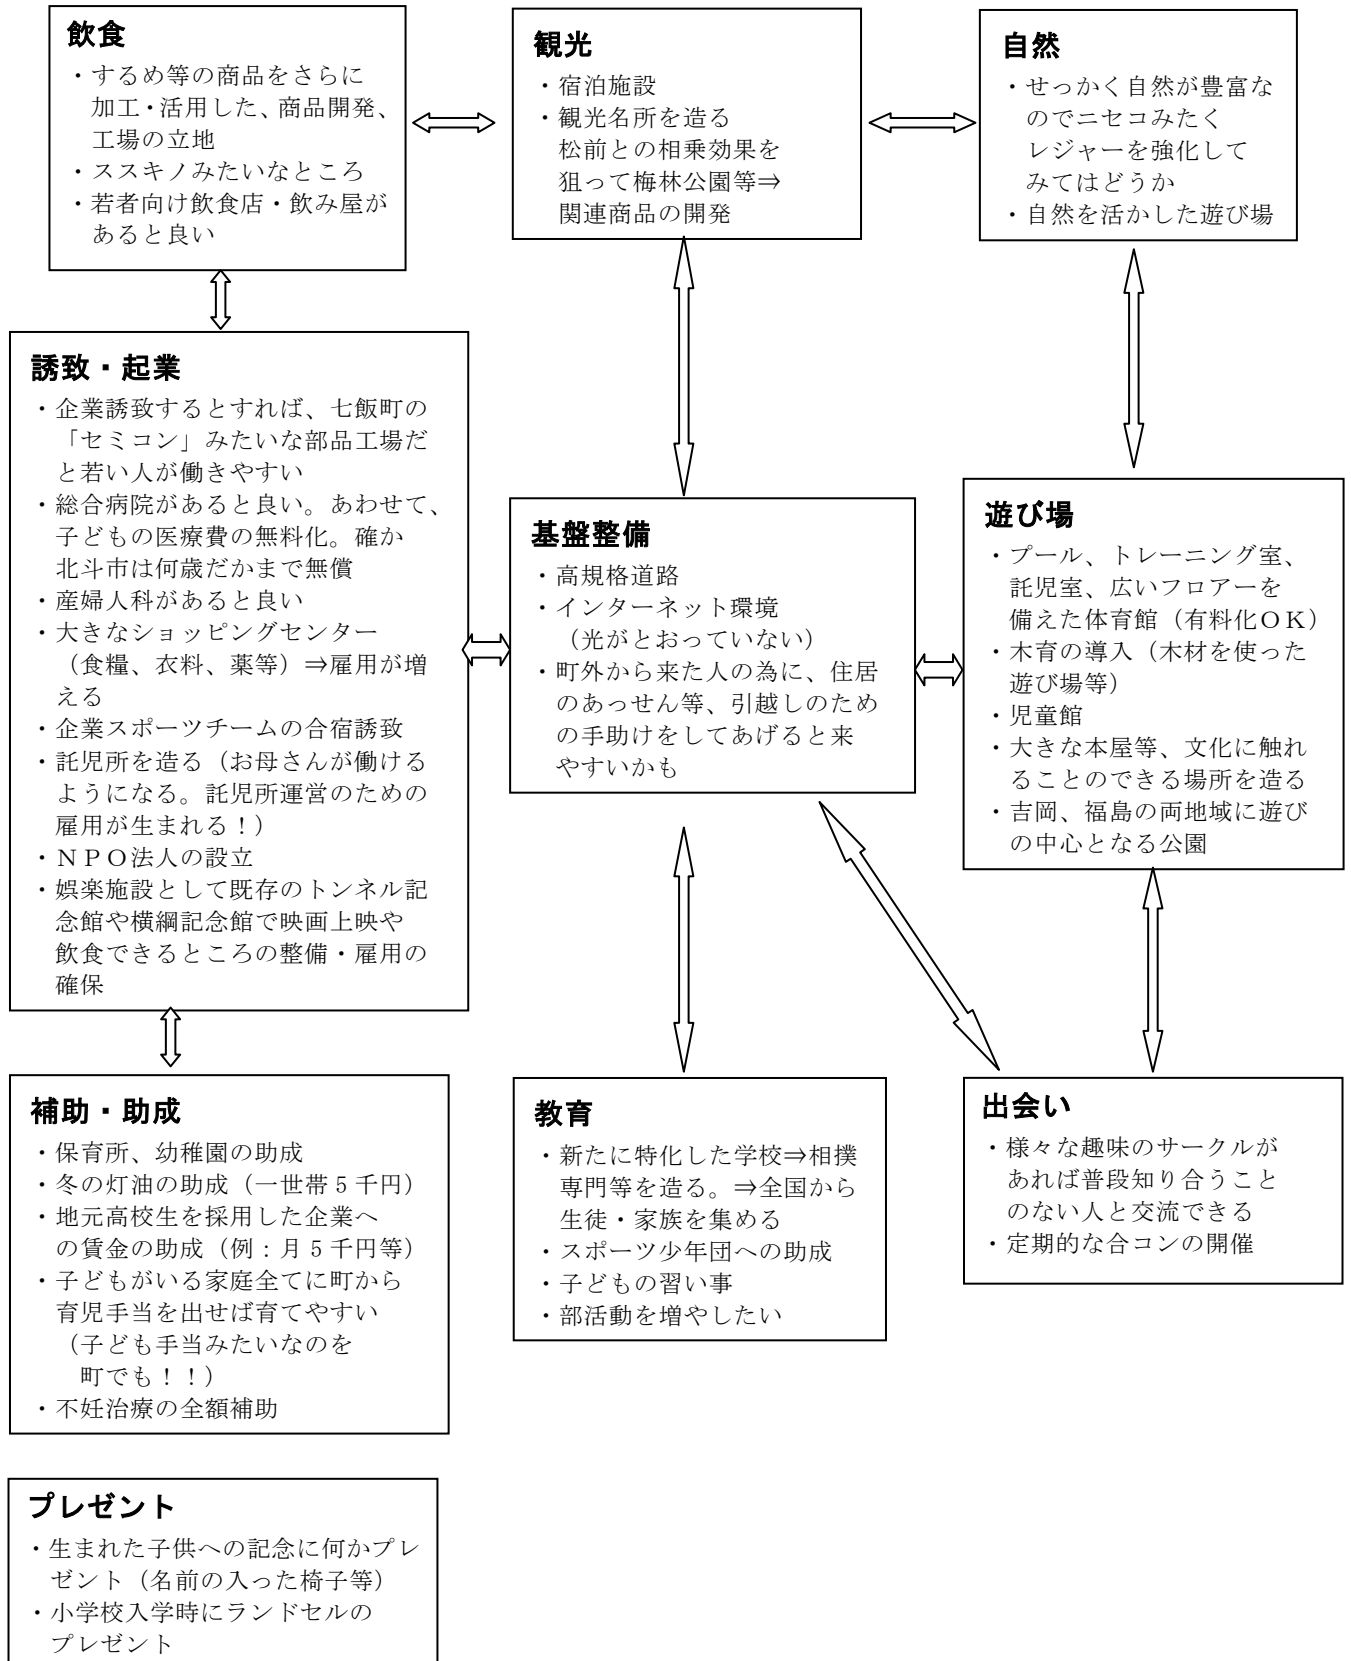 飲食
・するめ等の商品をさらに
加工・活用した、商品開発、
工場の立地
・ススキノみたいなところ
・若者向け飲食店・飲み屋が
あると良い
観光
・宿泊施設
・観光名所を造る
松前との相乗効果を
狙って梅林公園等⇒
関連商品の開発
自然
・せっかく自然が豊富な
のでニセコみたく
レジャーを強化して
みてはどうか
・自然を活かした遊び場
誘致・起業
・企業誘致するとすれば、七飯町の
「セミコン」みたいな部品工場だ
と若い人が働きやすい
・総合病院があると良い。あわせて、
子どもの医療費の無料化。確か
北斗市は何歳だかまで無償
・産婦人科があると良い
・大きなショッピングセンター
（食糧、衣料、薬等）⇒雇用が増
える
・企業スポーツチームの合宿誘致
・託児所を造る（お母さんが働ける
ようになる。託児所運営のための
雇用が生まれる！）
・ＮＰＯ法人の設立
・娯楽施設として既存のトンネル記
念館や横綱記念館で映画上映や
飲食できるところの整備・雇用の
確保
基盤整備
・高規格道路
・インターネット環境
（光がとおっていない）
・町外から来た人の為に、住居
のあっせん等、引越しのため
の手助けをしてあげると来
やすいかも
遊び場
・プール、トレーニング室、
託児室、広いフロアーを
備えた体育館（有料化ＯＫ）
・木育の導入（木材を使った
遊び場等）
・児童館
・大きな本屋等、文化に触れ
ることのできる場所を造る
・吉岡、福島の両地域に遊び
の中心となる公園
補助・助成
・保育所、幼稚園の助成
・冬の灯油の助成（一世帯５千円）
・地元高校生を採用した企業へ
の賃金の助成（例：月５千円等）
・子どもがいる家庭全てに町から
育児手当を出せば育てやすい
（子ども手当みたいなのを
町でも！！）
・不妊治療の全額補助
教育
・新たに特化した学校⇒相撲
専門等を造る。⇒全国から
生徒・家族を集める
・スポーツ少年団への助成
・子どもの習い事
・部活動を増やしたい
出会い
・様々な趣味のサークルが
あれば普段知り合うこと
のない人と交流できる
・定期的な合コンの開催
プレゼント
・生まれた子供への記念に何かプレ
ゼント（名前の入った椅子等）
・小学校入学時にランドセルの
プレゼント